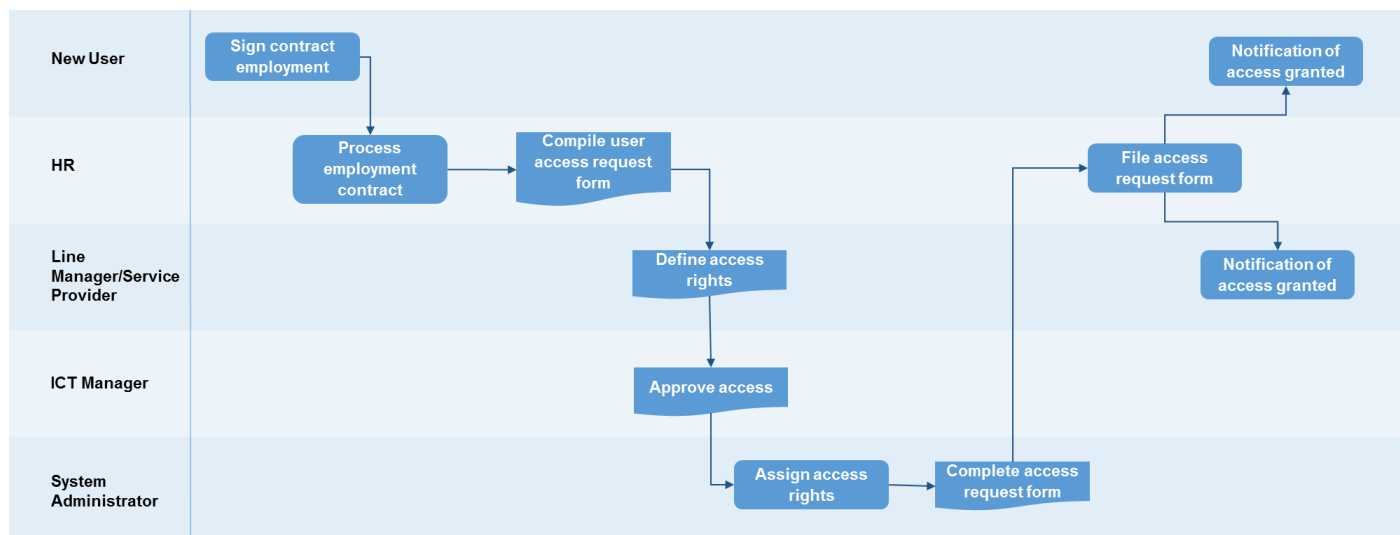 New User
Sign contract
employment
Notification of
access granted
HR
Process
employment
contract
Compile user
access request
form
File access
request form
Line
Manager/Service
Provider
Define access
rights
Notification of
access granted
ICT Manager
Approve access
System
Administrator
Assign access
rights
Complete access
request form